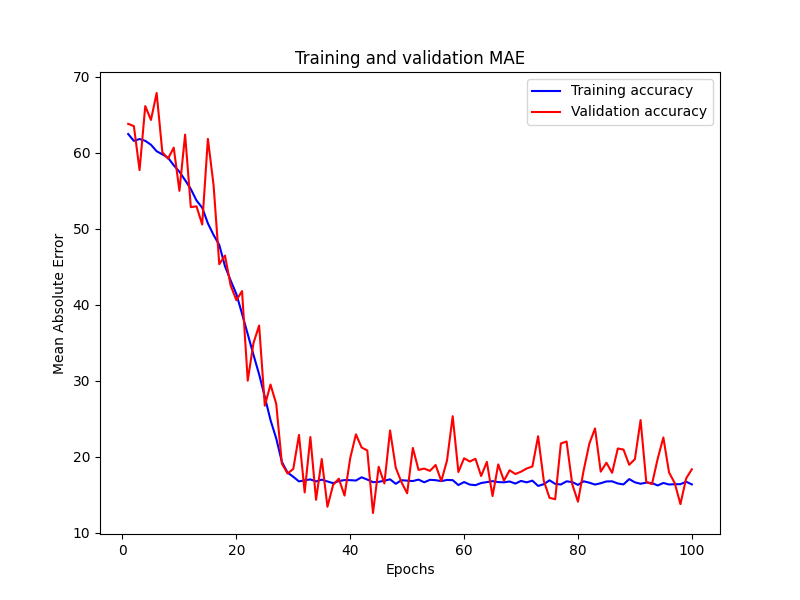 Training and validation MAE
Training accuracy
Validation accuracy
70
60
50
40
30
20
10
Mean Absolute Error
0
20
40
60
80
100
Epochs